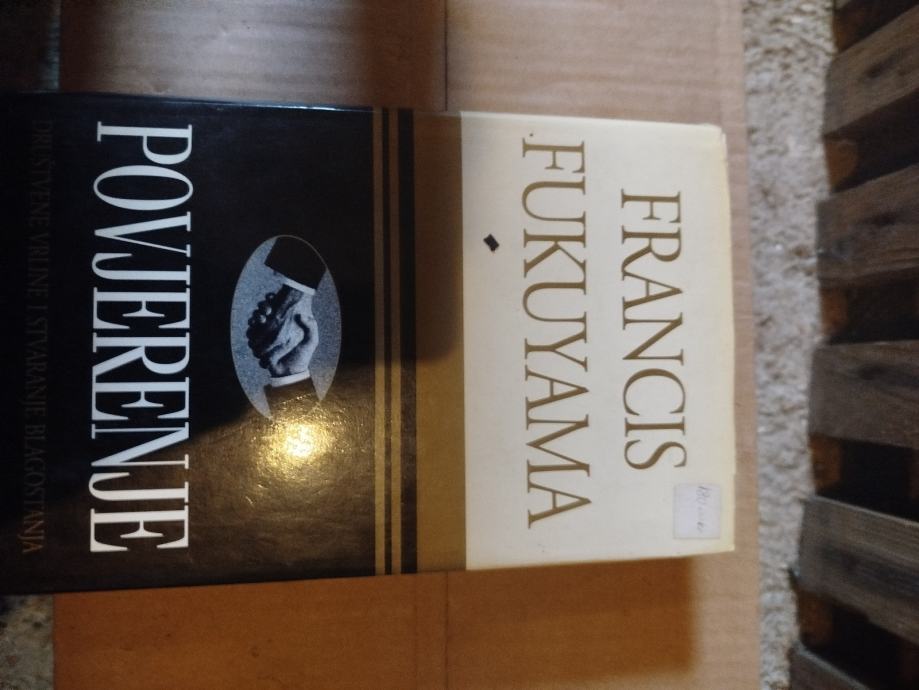 FRANCIS
FUKUYAMA
POVJERENJE
DRUŠTVENE VRLINE I STVARANJE BLAGOSTANJA